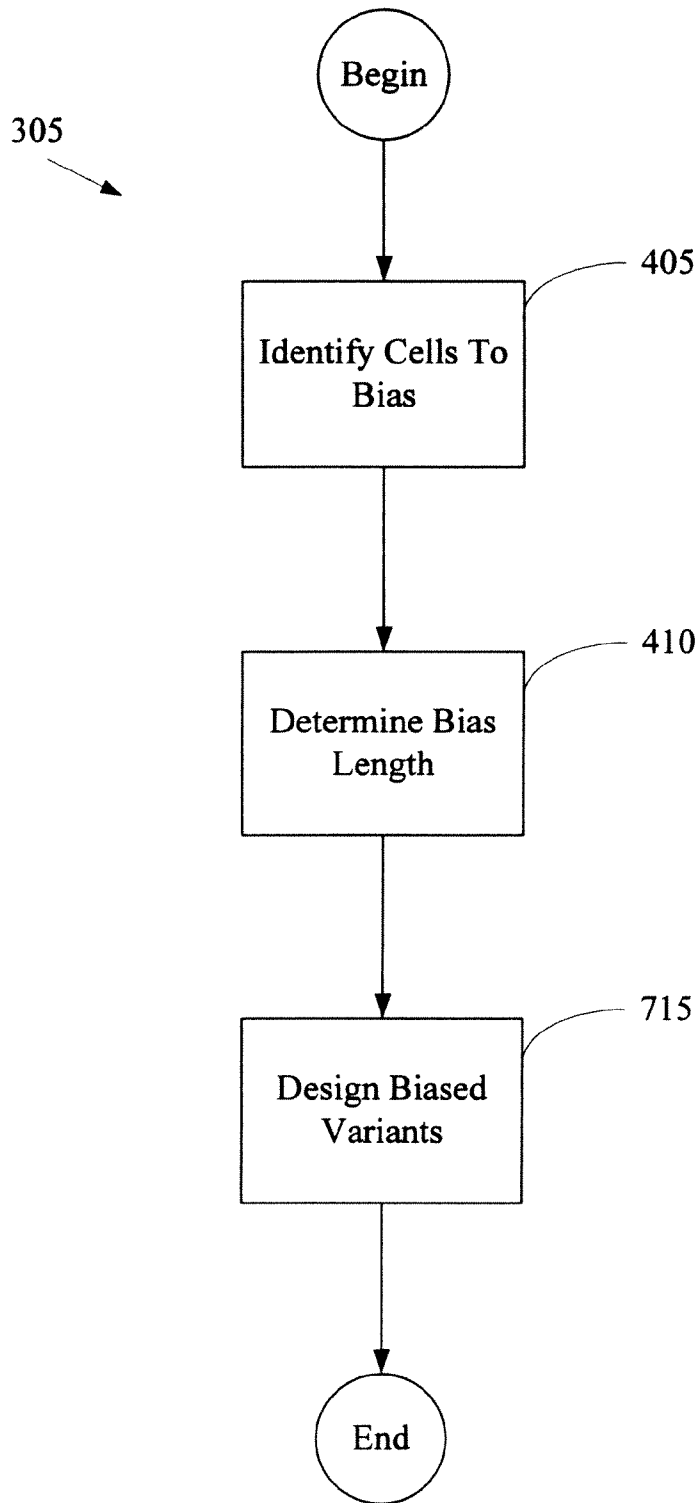 Begin
305
405
Identify Cells To
Bias
410
Determine Bias
Length
715
Design Biased
Variants
End